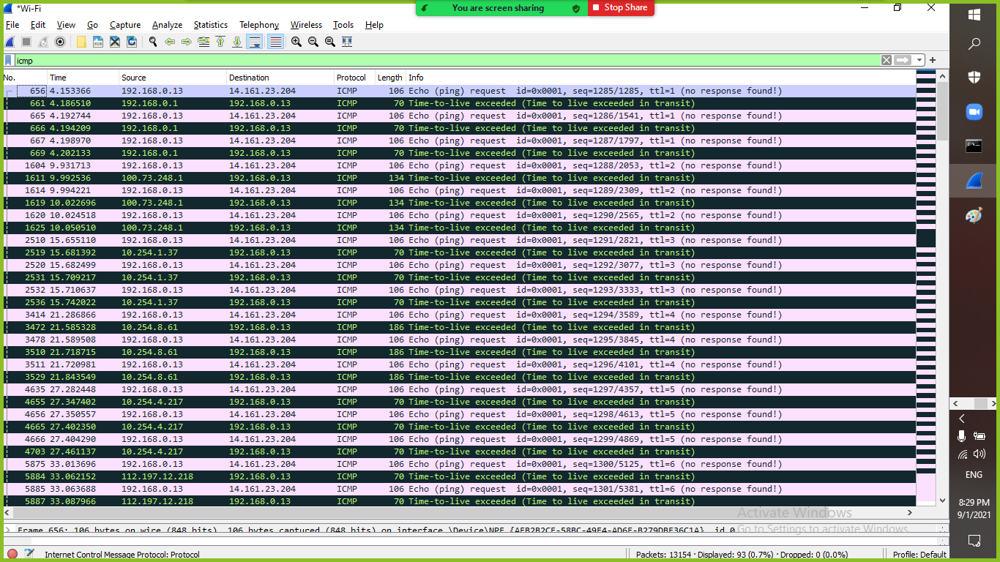 *Wi-Fi
You are screen sharing
Stop Share
File Edit View Go Capture Analyze Statistics Telephony Wireless Tools Help
icmp
No. Time Source Destination Protocol Length Info
656 4.153366 192.168.0.13 14.161.23.204 ICMP 106 Echo (ping) request id=0x0001, seq=1285/1285, ttl=1 (no response found!)
661 4.186510 192.168.0.1 192.168.0.13 ICMP 70 Time-to-live exceeded (Time to live exceeded in transit)
665 4.192744 192.168.0.13 14.161.23.204 ICMP 106 Echo (ping) request id=0x0001, seq=1286/1541, ttl=1 (no response found!)
666 4.194209 192.168.0.1 192.168.0.13 ICMP 70 Time-to-live exceeded (Time to live exceeded in transit)
667 4.198970 192.168.0.13 14.161.23.204 ICMP 106 Echo (ping) request id=0x0001, seq=1287/1797, ttl=1 (no response found!)
669 4.202133 192.168.0.1 192.168.0.13 ICMP 70 Time-to-live exceeded (Time to live exceeded in transit)
1604 9.931713 192.168.0.13 14.161.23.204 ICMP 106 Echo (ping) request id=0x0001, seq=1288/2053, ttl=2 (no response found!)
1611 9.992536 100.73.248.1 192.168.0.13 ICMP 134 Time-to-live exceeded (Time to live exceeded in transit)
1614 9.994221 192.168.0.13 14.161.23.204 ICMP 106 Echo (ping) request id=0x0001, seq=1289/2309, ttl=2 (no response found!)
1619 10.022696 100.73.248.1 192.168.0.13 ICMP 134 Time-to-live exceeded (Time to live exceeded in transit)
1620 10.024518 192.168.0.13 14.161.23.204 ICMP 106 Echo (ping) request id=0x0001, seq=1290/2565, ttl=2 (no response found!)
1625 10.050510 100.73.248.1 192.168.0.13 ICMP 134 Time-to-live exceeded (Time to live exceeded in transit)
2510 15.655110 192.168.0.13 14.161.23.204 ICMP 106 Echo (ping) request id=0x0001, seq=1291/2821, ttl=3 (no response found!)
2519 15.681392 10.254.1.37 192.168.0.13 ICMP 70 Time-to-live exceeded (Time to live exceeded in transit)
2520 15.682499 192.168.0.13 14.161.23.204 ICMP 106 Echo (ping) request id=0x0001, seq=1292/3077, ttl=3 (no response found!)
2531 15.709217 10.254.1.37 192.168.0.13 ICMP 70 Time-to-live exceeded (Time to live exceeded in transit)
2532 15.710637 192.168.0.13 14.161.23.204 ICMP 106 Echo (ping) request id=0x0001, seq=1293/3333, ttl=3 (no response found!)
2536 15.742022 10.254.1.37 192.168.0.13 ICMP 70 Time-to-live exceeded (Time to live exceeded in transit)
3414 21.286866 192.168.0.13 14.161.23.204 ICMP 106 Echo (ping) request id=0x0001, seq=1294/3589, ttl=4 (no response found!)
3472 21.585328 10.254.8.61 192.168.0.13 ICMP 186 Time-to-live exceeded (Time to live exceeded in transit)
3478 21.589508 192.168.0.13 14.161.23.204 ICMP 106 Echo (ping) request id=0x0001, seq=1295/3845, ttl=4 (no response found!)
3510 21.718715 10.254.8.61 192.168.0.13 ICMP 186 Time-to-live exceeded (Time to live exceeded in transit)
3511 21.720981 192.168.0.13 14.161.23.204 ICMP 106 Echo (ping) request id=0x0001, seq=1296/4101, ttl=4 (no response found!)
3529 21.843549 10.254.8.61 192.168.0.13 ICMP 186 Time-to-live exceeded (Time to live exceeded in transit)
4635 27.282448 192.168.0.13 14.161.23.204 ICMP 106 Echo (ping) request id=0x0001, seq=1297/4357, ttl=5 (no response found!)
4655 27.347402 10.254.4.217 192.168.0.13 ICMP 70 Time-to-live exceeded (Time to live exceeded in transit)
4656 27.350557 192.168.0.13 14.161.23.204 ICMP 106 Echo (ping) request id=0x0001, seq=1298/4613, ttl=5 (no response found!)
4665 27.402350 10.254.4.217 192.168.0.13 ICMP 70 Time-to-live exceeded (Time to live exceeded in transit)
4666 27.404290 192.168.0.13 14.161.23.204 ICMP 106 Echo (ping) request id=0x0001, seq=1299/4869, ttl=5 (no response found!)
4703 27.461137 10.254.4.217 192.168.0.13 ICMP 70 Time-to-live exceeded (Time to live exceeded in transit)
5875 33.013696 192.168.0.13 14.161.23.204 ICMP 106 Echo (ping) request id=0x0001, seq=1300/5125, ttl=6 (no response found!)
5884 33.062152 112.197.12.218 192.168.0.13 ICMP 70 Time-to-live exceeded (Time to live exceeded in transit)
5885 33.063688 192.168.0.13 14.161.23.204 ICMP 106 Echo (ping) request id=0x0001, seq=1301/5381, ttl=6 (no response found!)
5887 33.087966 112.197.12.218 192.168.0.13 ICMP 70 Time-to-live exceeded (Time to live exceeded in transit)
Activate Windows
Go to Settings to activate Windows.
Frame 656: 106 bytes on wire (848 bits), 106 bytes captured (848 bits) on interface
Internet Control Message Protocol: Protocol
Packets: 13154 · Displayed: 93 (0.7%) · Dropped: 0 (0.0%)
Profile: Default
ENG
8:29 PM
9/1/2021